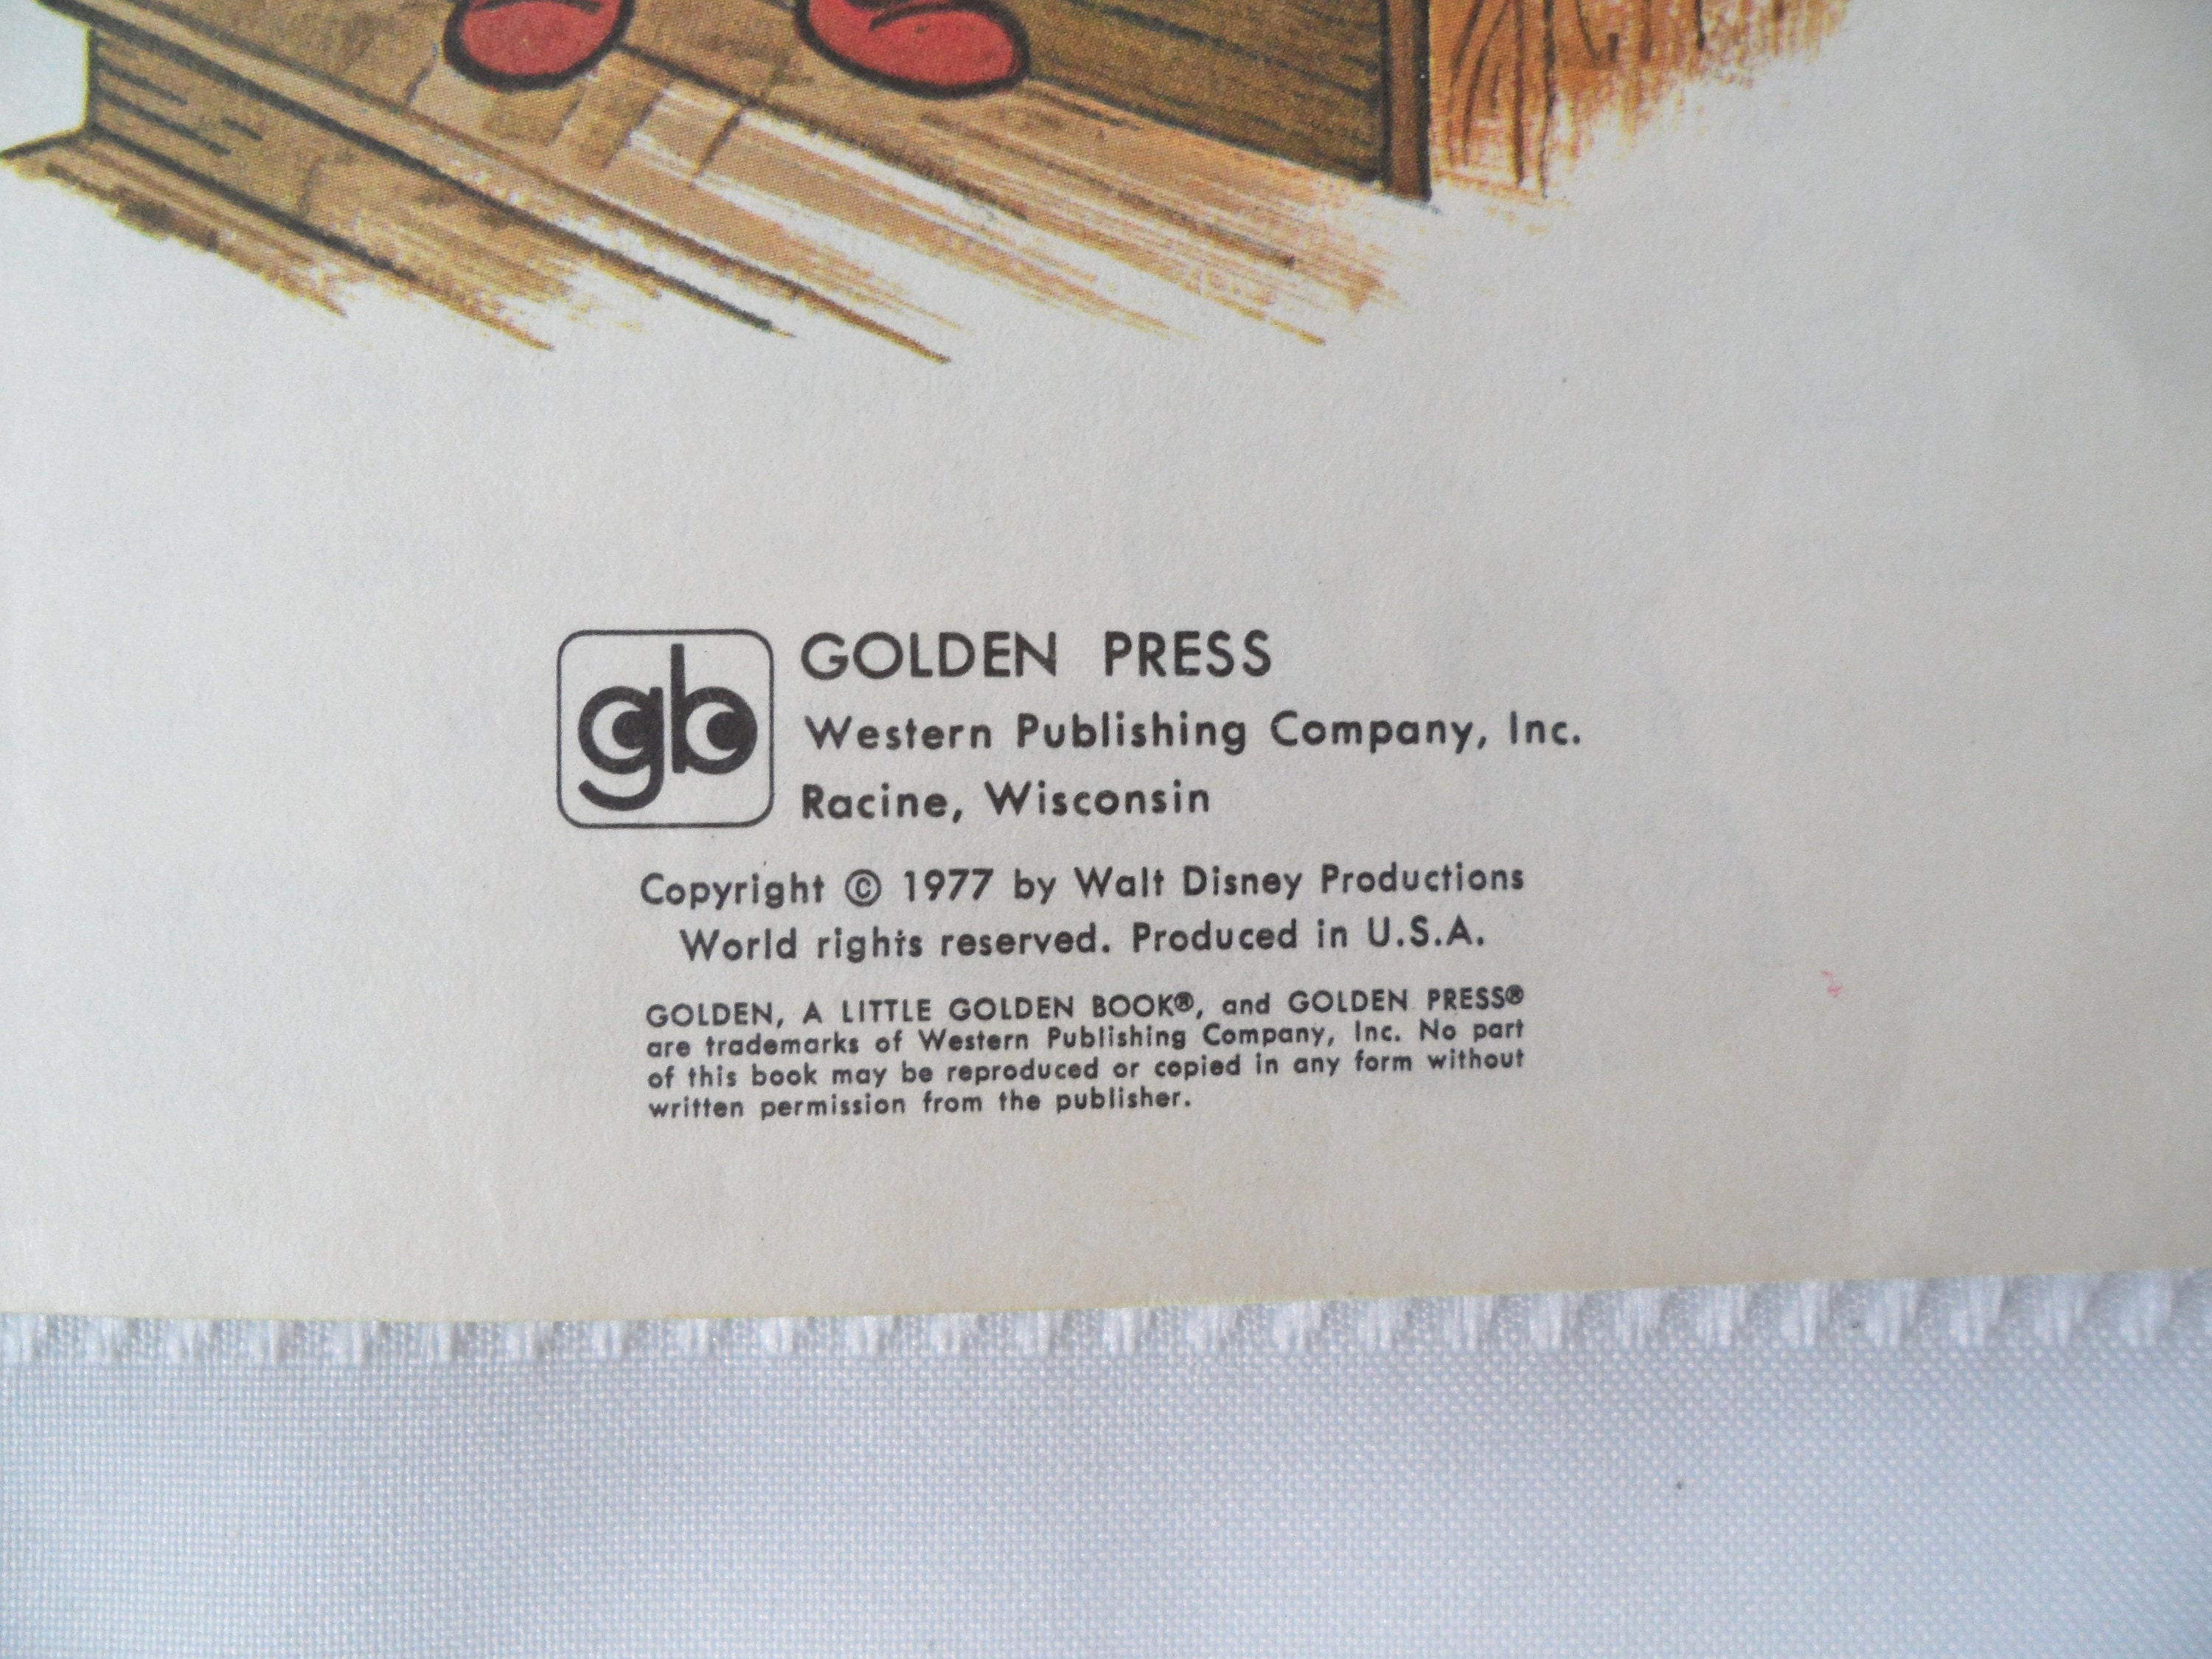 gb
GOLDEN PRESS
Western Publishing Company, Inc.
Racine, Wisconsin
Copyright © 1977 by Walt Disney Productions
World rights reserved. Produced in U.S.A.
GOLDEN, A LITTLE GOLDEN BOOK®, and GOLDEN PRESS®
are trademarks of Western Publishing Company, Inc. No part
of this book may be reproduced or copied in any form without
written permission from the publisher.